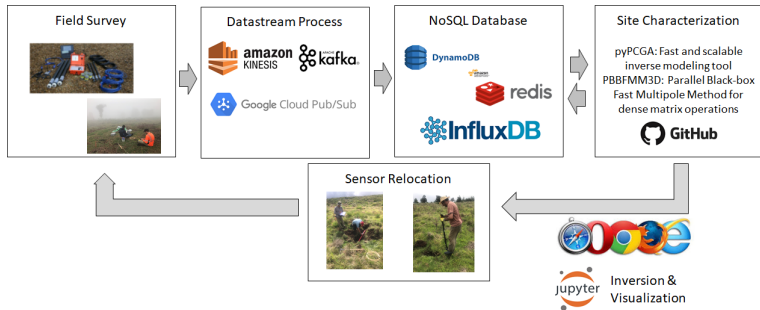 Field Survey
Datastream Process
amazon
KINESIS
APACHE
kafka®
Google Cloud Pub/Sub
NoSQL Database
DynamoDB
redis
InfluxDB
Site Characterization
pyPCGA: Fast and scalable
inverse modeling tool
PBBFMM3D: Parallel Black-box
Fast Multipole Method for
dense matrix operations
GitHub
Sensor Relocation
jupyter
Inversion &
Visualization